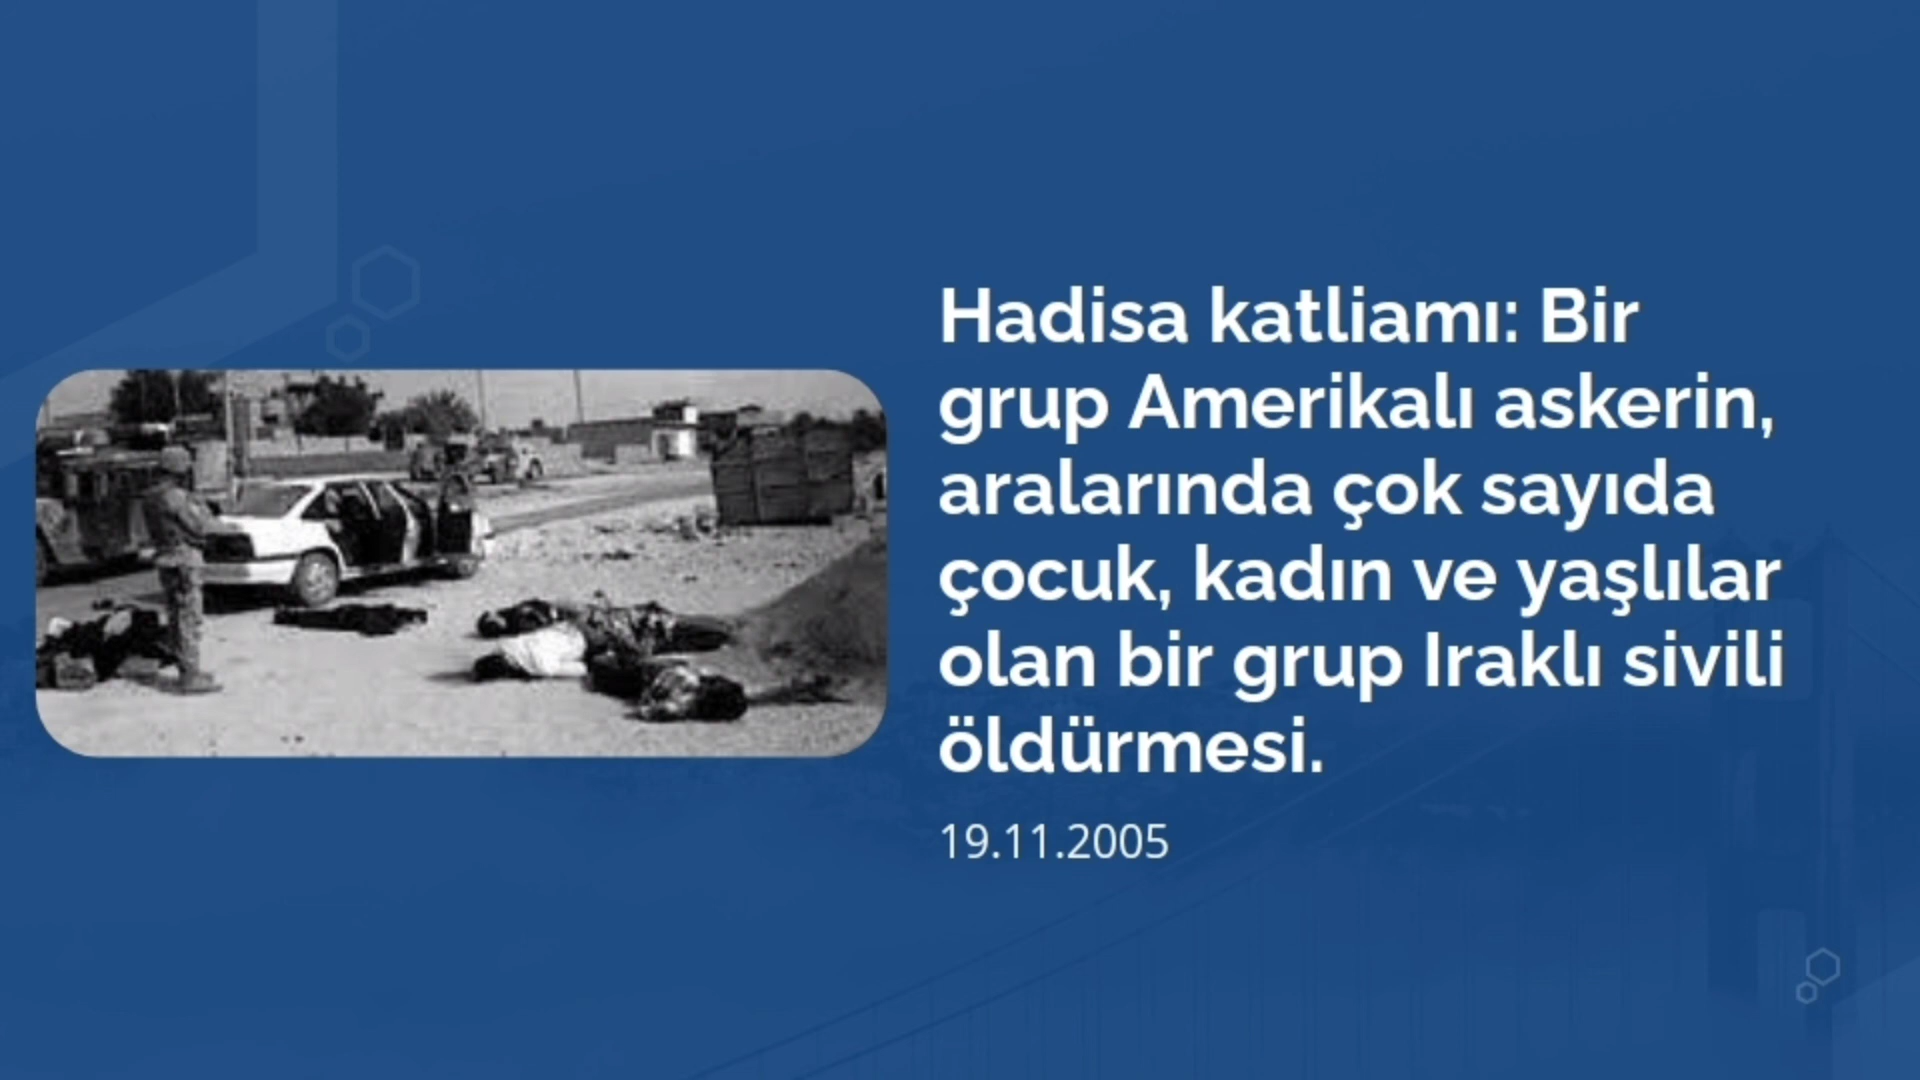 Hadisa katliamı: Bir
grup Amerikalı askerin,
aralarında çok sayıda
çocuk, kadın ve yaşlılar
olan bir grup Iraklı sivili
öldürmesi.
19.11.2005